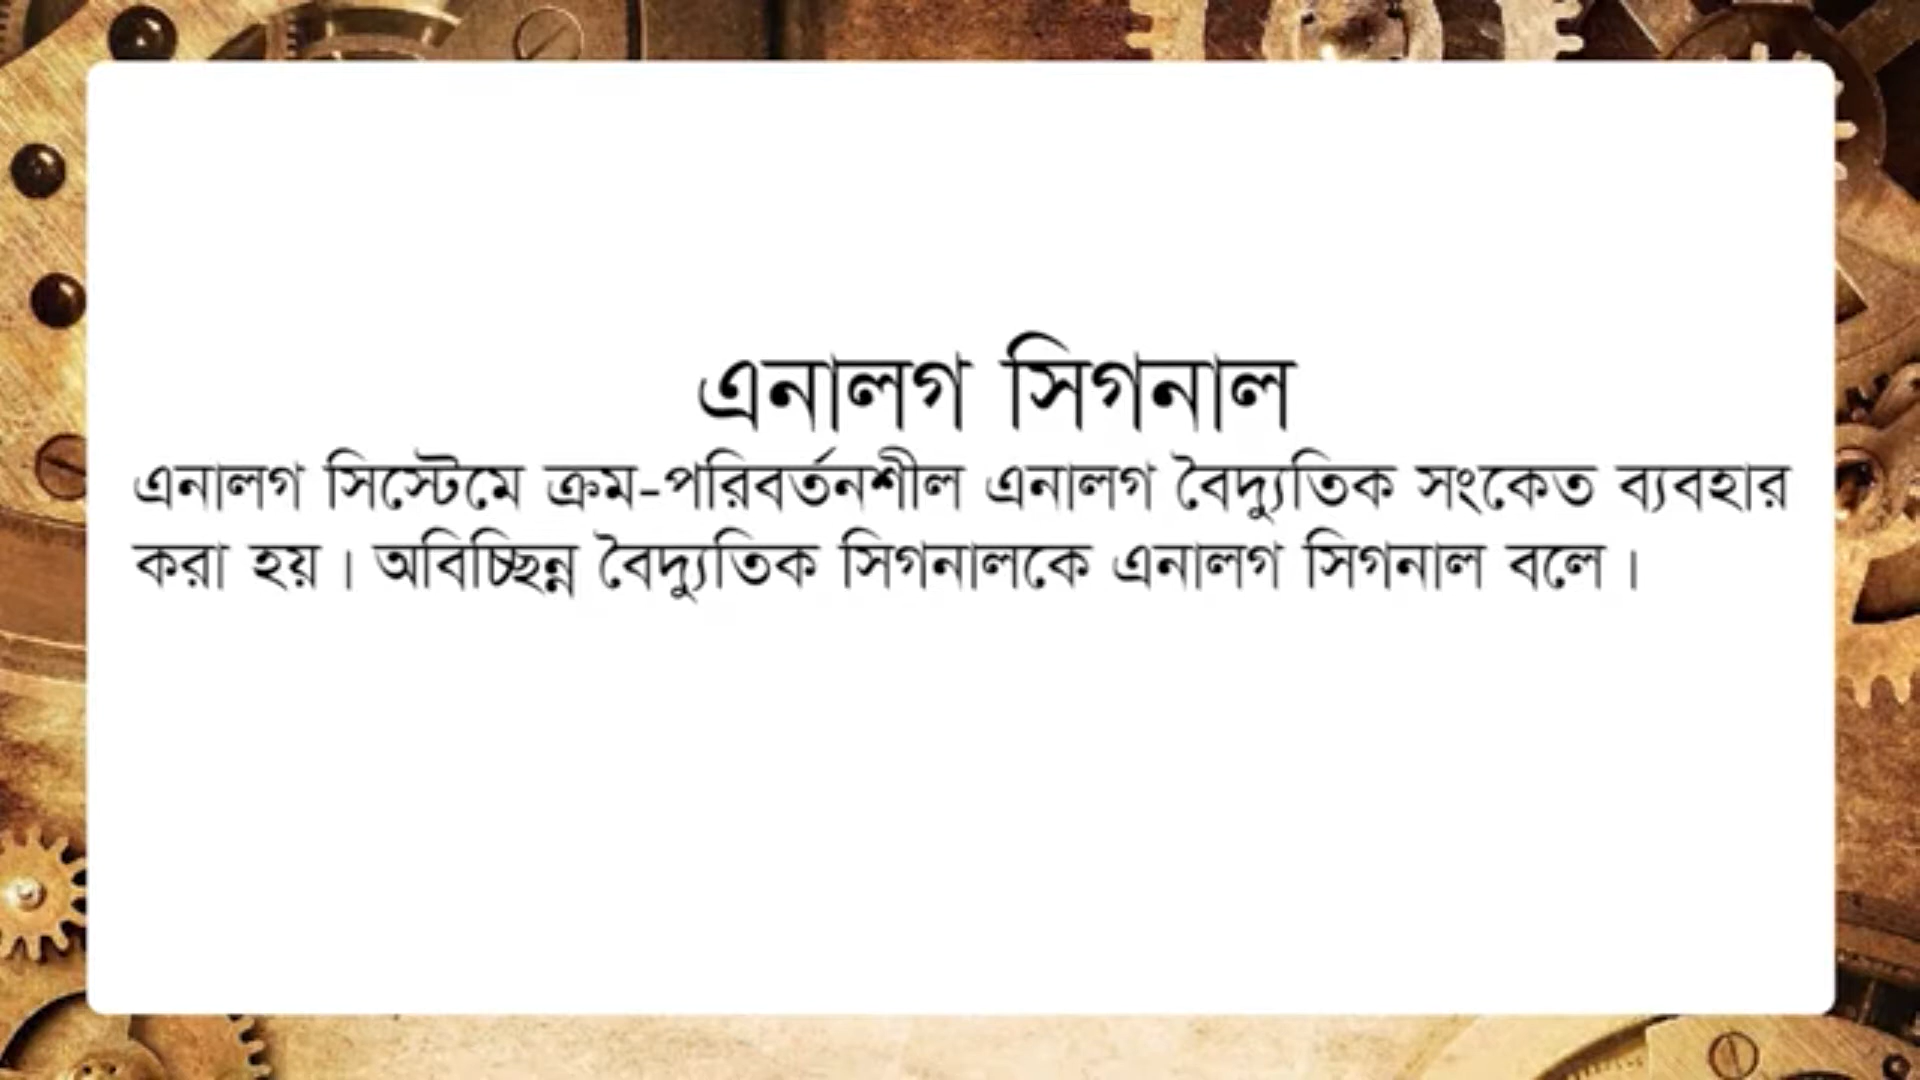 এনালগ সিগনাল
এনালগ সিস্টেমে ক্রম-পরিবর্তনশীল এনালগ বৈদ্যুতিক সংকেত ব্যবহার
করা হয়। অবিচ্ছিন্ন বৈদ্যুতিক সিগনালকে এনালগ সিগনাল বলে।